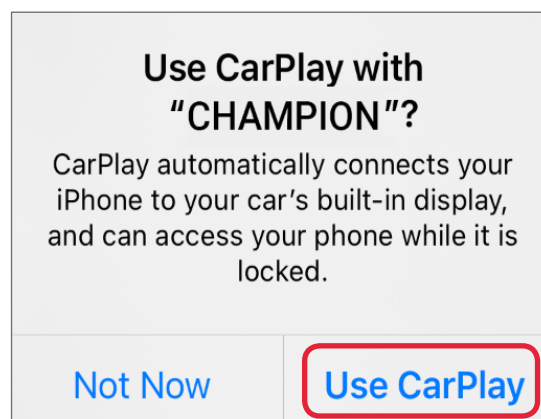 Use CarPlay with
“CHAMPION”?
CarPlay automatically connects your
iPhone to your car’s built-in display,
and can access your phone while it is
locked.
Not Now
Use CarPlay